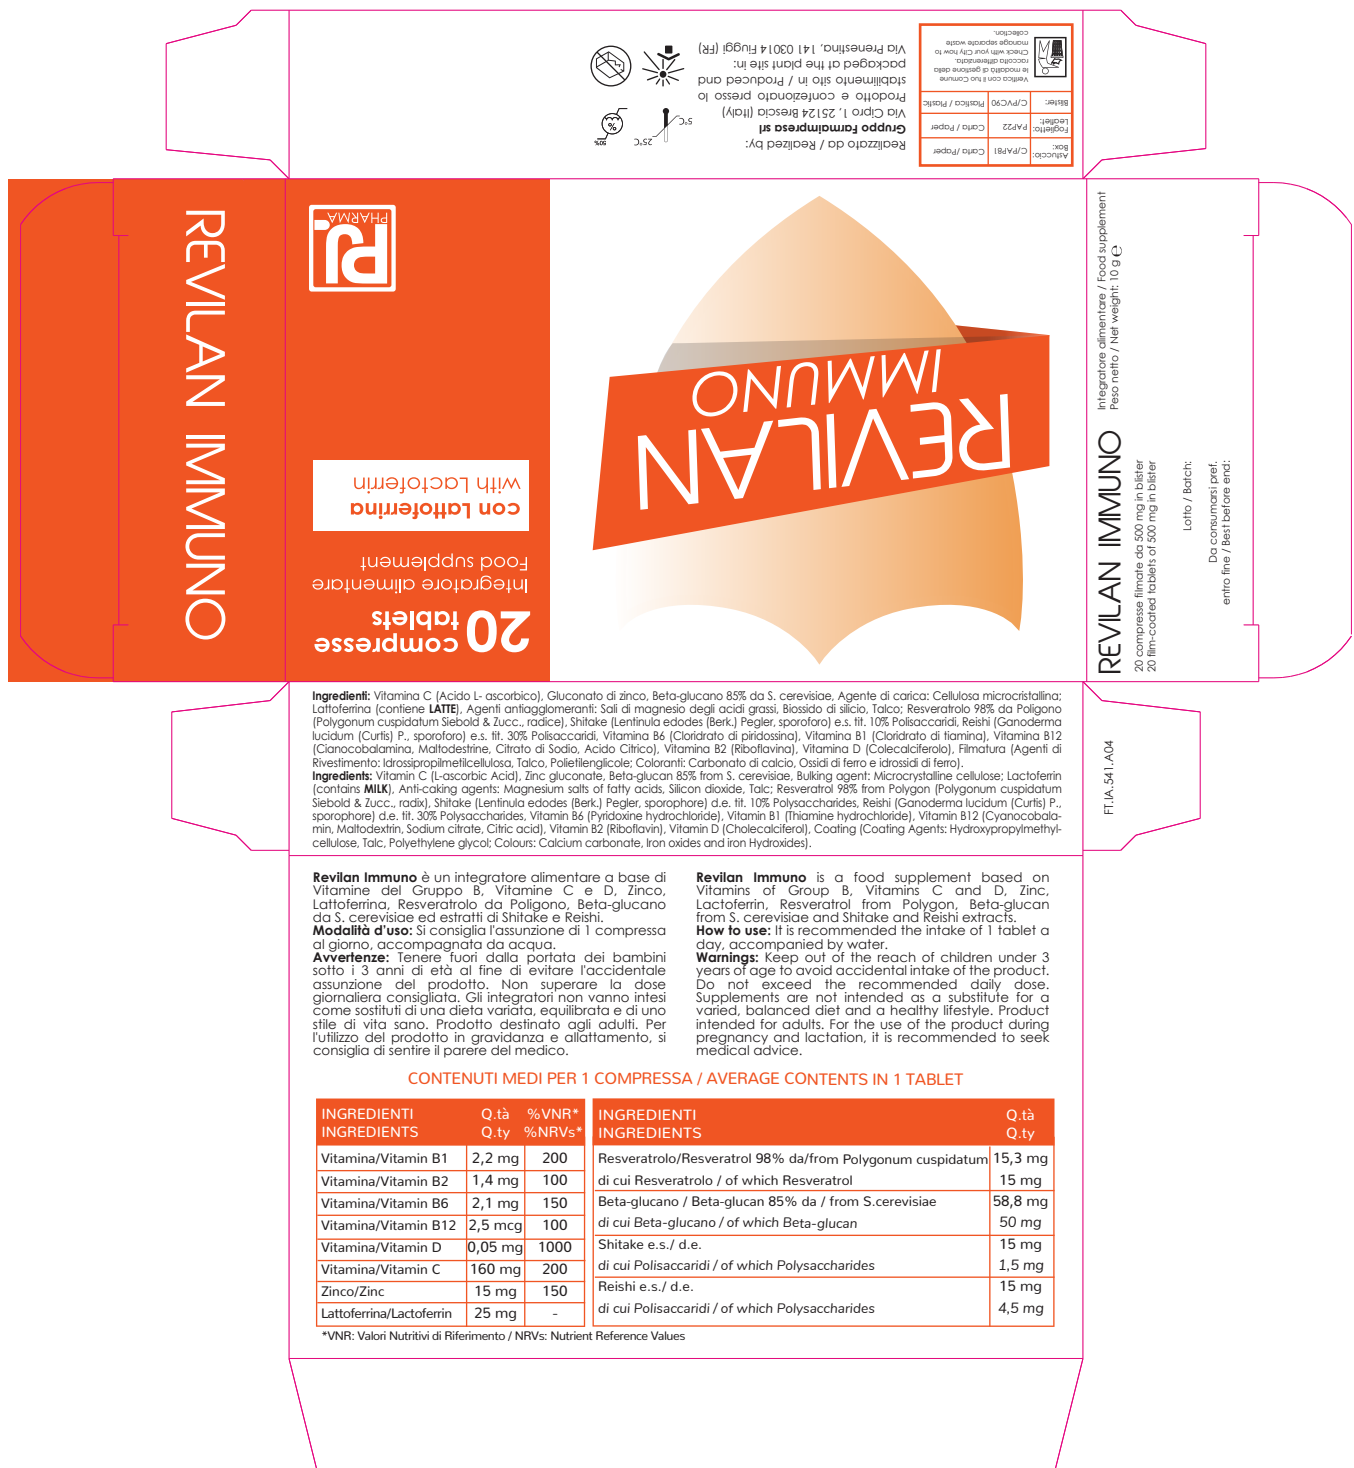 Realizzato da / Realized by:
Gruppo FarmaImpresa srl
Via Cipro 1, 25124 Brescia (Italy)
Prodotto e confezionato presso lo
stabilimento sito in / Produced and
packaged at the plant site in:
Via Prenestina, 141 03014 Fiuggi (FR)
5°C
25°C
%
50%
Astuccio:
Box:
C/PAP81
Carta /Paper
Foglietto:
Leaflet:
PAP22
Carta / Paper
Blister:
C/PVC90
Plastica / Plastic
Verifica con il tuo Comune
le modalità di gestione della
raccolta differenziata.
Check with your City how to
manage separate waste
collection.
REVILAN IMMUNO
PJ
PHARMA
con Lattoferrina
with Lactoferrin
Integratore alimentare
Food supplement
20 compresse
tablets
REVILAN
IMMUNO
REVILAN IMMUNO
Integratore alimentare / Food supplement
Peso netto / Net weight: 10 g ℮
20 compresse filmate da 500 mg in blister
20 film-coated tablets of 500 mg in blister
Lotto / Batch:
Da consumarsi pref.
entro fine / Best before end:
Ingredienti: Vitamina C (Acido L- ascorbico), Gluconato di zinco, Beta-glucano 85% da S. cerevisiae, Agente di carica: Cellulosa microcristallina;
Lattoferrina (contiene LATTE), Agenti antiagglomeranti: Sali di magnesio degli acidi grassi, Biossido di silicio, Talco; Resveratrolo 98% da Poligono
(Polygonum cuspidatum Siebold & Zucc., radice), Shitake (Lentinula edodes (Berk.) Pegler, sporoforo) e.s. tit. 10% Polisaccaridi, Reishi (Ganoderma
lucidum (Curtis) P., sporoforo) e.s. tit. 30% Polisaccaridi, Vitamina B6 (Cloridrato di piridossina), Vitamina B1 (Cloridrato di tiamina), Vitamina B12
(Cianocobalamina, Maltodestrine, Citrato di Sodio, Acido Citrico), Vitamina B2 (Riboflavina), Vitamina D (Colecalciferolo), Filmatura (Agenti di
Rivestimento: Idrossipropilmetilcellulosa, Talco, Polietilenglicole; Coloranti: Carbonato di calcio, Ossidi di ferro e idrossidi di ferro).
Ingredients: Vitamin C (L-ascorbic Acid), Zinc gluconate, Beta-glucan 85% from S. cerevisiae, Bulking agent: Microcrystalline cellulose; Lactoferrin
(contains MILK), Anti-caking agents: Magnesium salts of fatty acids, Silicon dioxide, Talc; Resveratrol 98% from Polygon (Polygonum cuspidatum
Siebold & Zucc., radix), Shitake (Lentinula edodes (Berk.) Pegler, sporophore) d.e. tit. 10% Polysaccharides, Reishi (Ganoderma lucidum (Curtis) P.,
sporophore) d.e. tit. 30% Polysaccharides, Vitamin B6 (Pyridoxine hydrochloride), Vitamin B1 (Thiamine hydrochloride), Vitamin B12 (Cyanocobala-
min, Maltodextrin, Sodium citrate, Citric acid), Vitamin B2 (Riboflavin), Vitamin D (Cholecalciferol), Coating (Coating Agents: Hydroxypropylmethyl-
cellulose, Talc, Polyethylene glycol; Colours: Calcium carbonate, Iron oxides and iron Hydroxides).
FT.IA.541.A04
Revilan Immuno è un integratore alimentare a base di
Vitamine del Gruppo B, Vitamine C e D, Zinco,
Lattoferrina, Resveratrolo da Poligono, Beta-glucano
da S. cerevisiae ed estratti di Shitake e Reishi.
Modalità d'uso: Si consiglia l'assunzione di 1 compressa
al giorno, accompagnata da acqua.
Avvertenze: Tenere fuori dalla portata dei bambini
sotto i 3 anni di età al fine di evitare l'accidentale
assunzione del prodotto. Non superare la dose
giornaliera consigliata. Gli integratori non vanno intesi
come sostituti di una dieta variata, equilibrata e di uno
stile di vita sano. Prodotto destinato agli adulti. Per
l'utilizzo del prodotto in gravidanza e allattamento, si
consiglia di sentire il parere del medico.
Revilan Immuno is a food supplement based on
Vitamins of Group B, Vitamins C and D, Zinc,
Lactoferrin, Resveratrol from Polygon, Beta-glucan
from S. cerevisiae and Shitake and Reishi extracts.
How to use: It is recommended the intake of 1 tablet a
day, accompanied by water.
Warnings: Keep out of the reach of children under 3
years of age to avoid accidental intake of the product.
Do not exceed the recommended daily dose.
Supplements are not intended as a substitute for a
varied, balanced diet and a healthy lifestyle. Product
intended for adults. For the use of the product during
pregnancy and lactation, it is recommended to seek
medical advice.
CONTENUTI MEDI PER 1 COMPRESSA / AVERAGE CONTENTS IN 1 TABLET
INGREDIENTI Q.tà %VNR*
INGREDIENTS Q.ty %NRVs*
Vitamina/Vitamin B1 2,2 mg 200
Vitamina/Vitamin B2 1,4 mg 100
Vitamina/Vitamin B6 2,1 mg 150
Vitamina/Vitamin B12 2,5 mcg 100
Vitamina/Vitamin D 0,05 mg 1000
Vitamina/Vitamin C 160 mg 200
Zinco/Zinc 15 mg 150
Lattoferrina/Lactoferrin 25 mg -
INGREDIENTI Q.tà
INGREDIENTS Q.ty
Resveratrolo/Resveratrol 98% da/from Polygonum cuspidatum 15,3 mg
di cui Resveratrolo / of which Resveratrol 15 mg
Beta-glucano / Beta-glucan 85% da / from S.cerevisiae 58,8 mg
di cui Beta-glucano / of which Beta-glucan 50 mg
Shitake e.s./ d.e. 15 mg
di cui Polisaccaridi / of which Polysaccharides 1,5 mg
Reishi e.s./ d.e. 15 mg
di cui Polisaccaridi / of which Polysaccharides 4,5 mg
*VNR: Valori Nutritivi di Riferimento / NRVs: Nutrient Reference Values